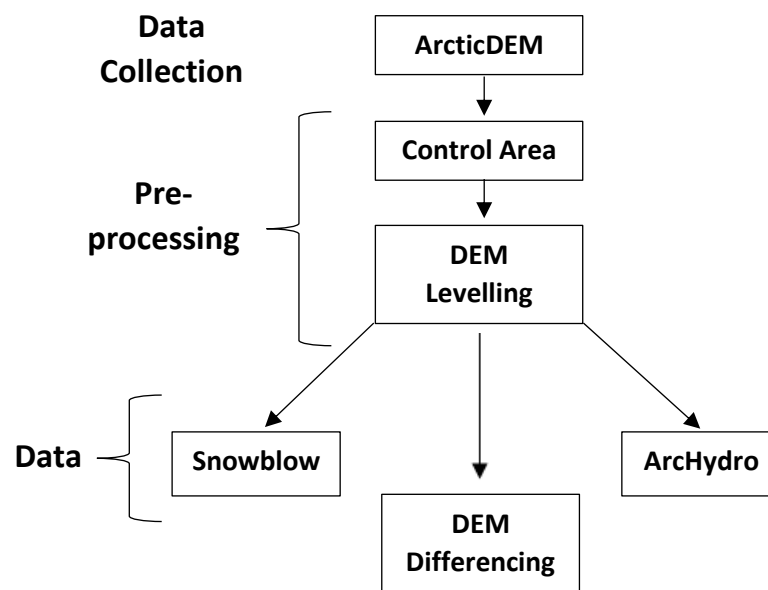 Data
Collection
ArcticDEM
Control Area
Pre-
processing
DEM
Levelling
Data
Snowblow
ArcHydro
DEM
Differencing